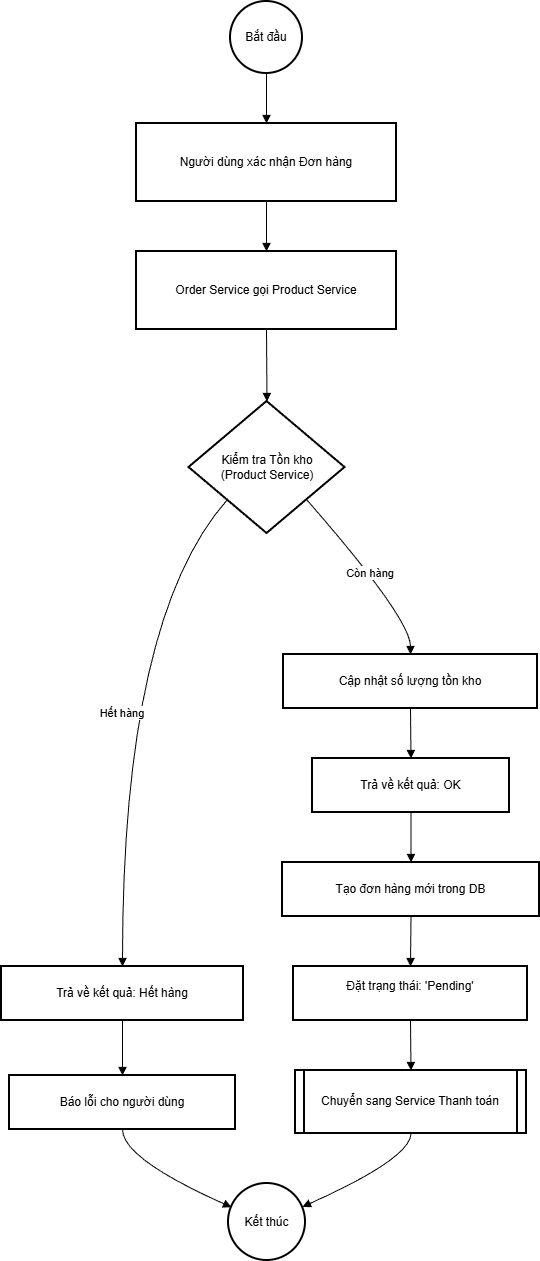 Bắt đầu
Người dùng xác nhận Đơn hàng
Order Service gọi Product Service
Kiểm tra Tồn kho
(Product Service)
Còn hàng
Cập nhật số lượng tồn kho
Hết hàng
Trả về kết quả: OK
Tạo đơn hàng mới trong DB
Trả về kết quả: Hết hàng
Đặt trạng thái: 'Pending'
Báo lỗi cho người dùng
Chuyển sang Service Thanh toán
Kết thúc